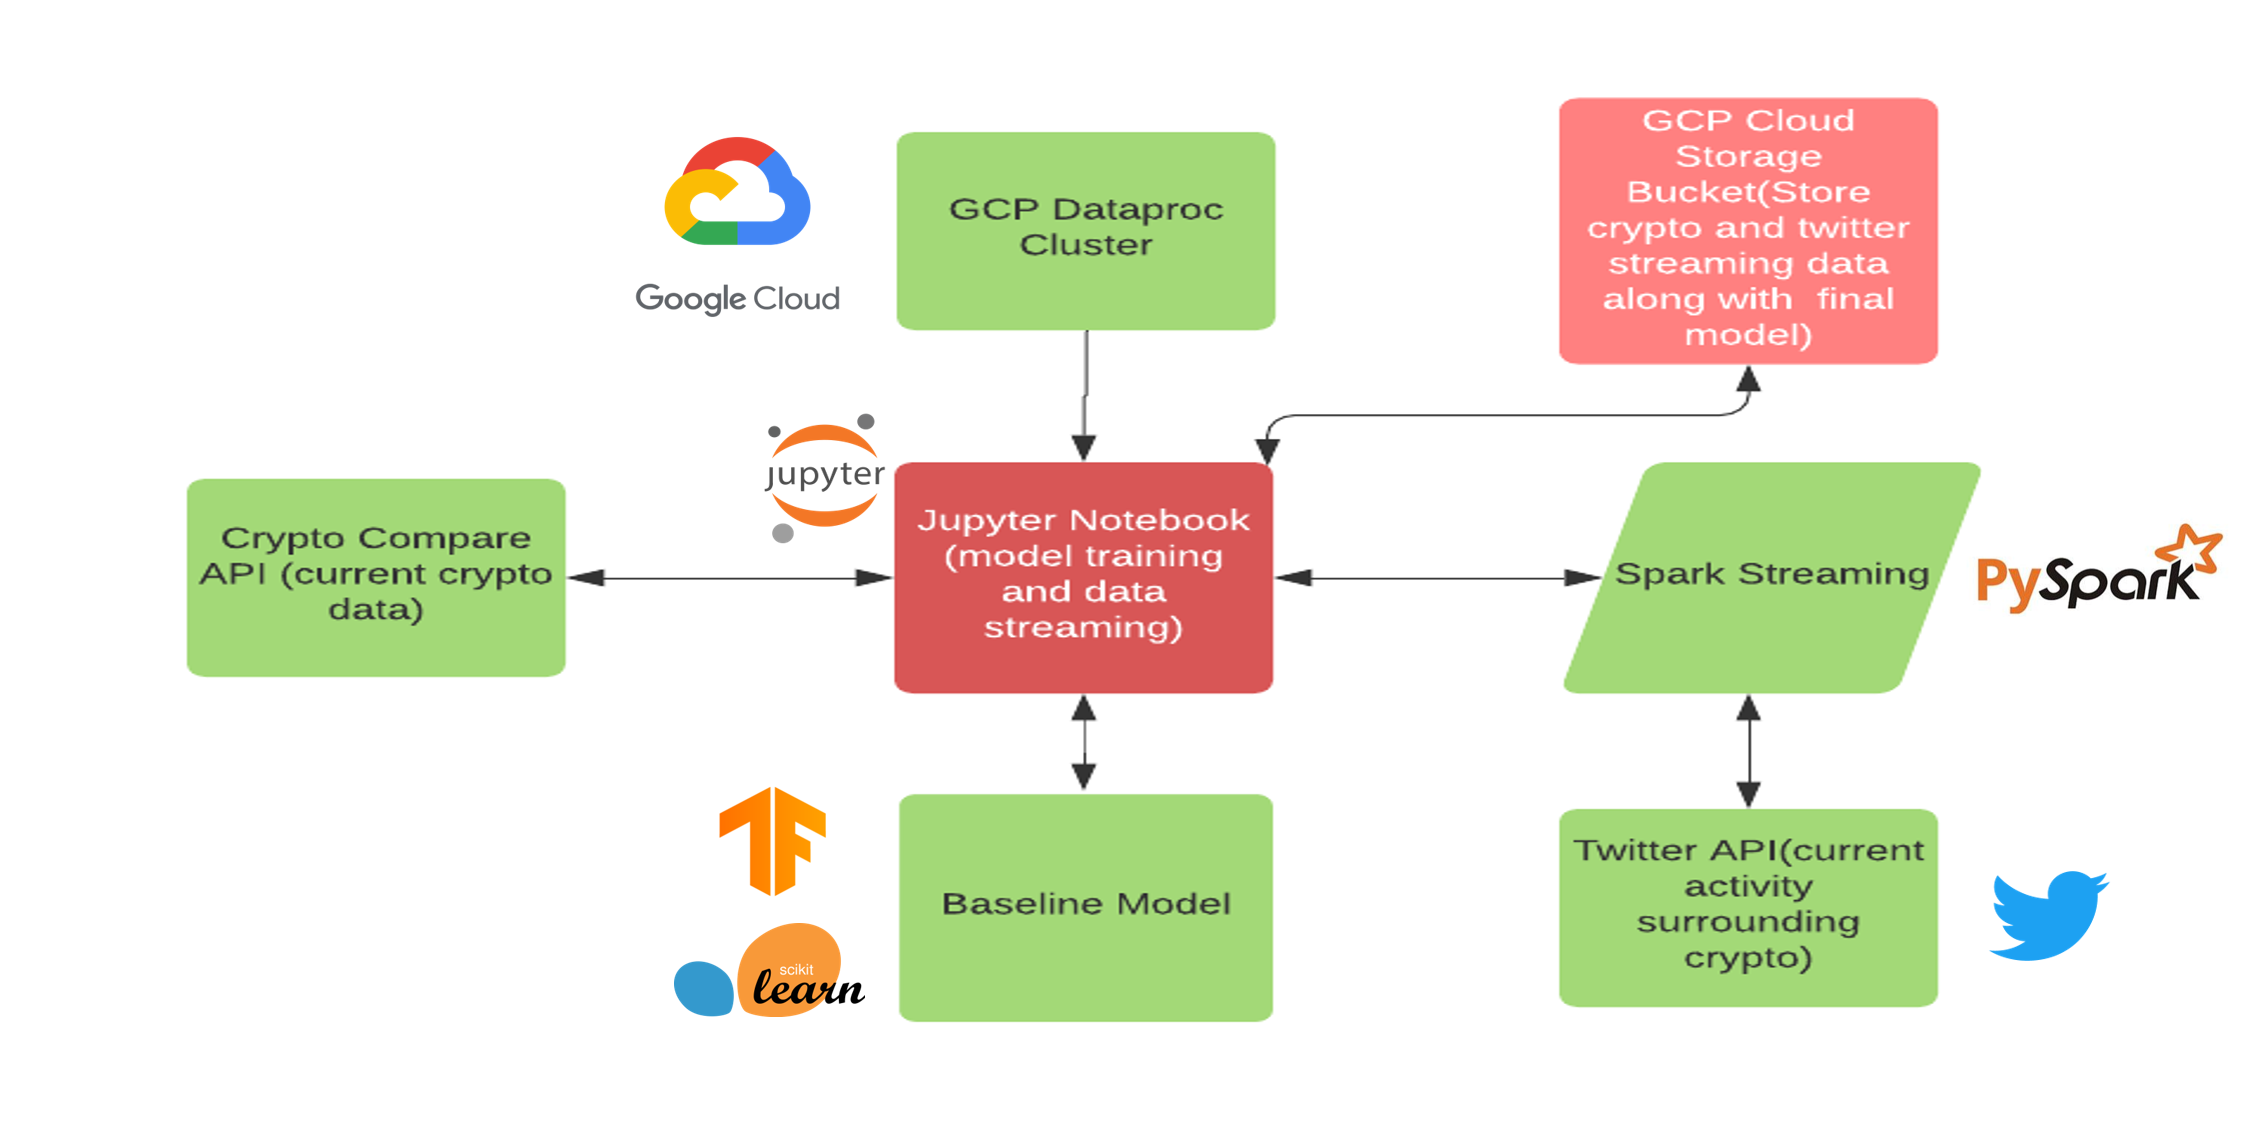 Google Cloud
GCP Dataproc
Cluster
GCP Cloud
Storage
Bucket(Store
crypto and twitter
streaming data
along with final
model)
jupyter
Crypto Compare
API (current crypto
data)
Jupyter Notebook
(model training
and data
streaming)
Spark Streaming
PySpark
TF
scikit
learn
Baseline Model
Twitter API(current
activity
surrounding
crypto)